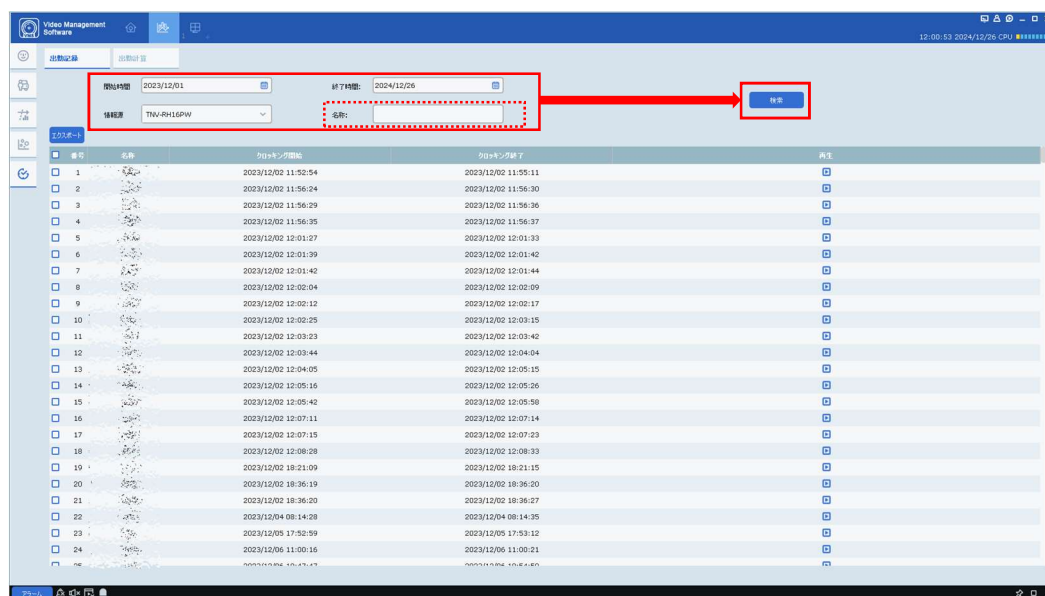 Video Management
Software
12:00:53 2024/12/26 CPU
出勤記録
出勤計算
開始時間 2023/12/01 終了時間: 2024/12/26
検索
情報源 TNV-RH16PW 名称:
エクスポート
番号 名称 クロッキング開始 クロッキング終了 再生
1 2023/12/02 11:52:54 2023/12/02 11:55:11
2 2023/12/02 11:56:24 2023/12/02 11:56:30
3 2023/12/02 11:56:29 2023/12/02 11:56:36
4 2023/12/02 11:56:35 2023/12/02 11:56:37
5 2023/12/02 12:01:27 2023/12/02 12:01:33
6 2023/12/02 12:01:39 2023/12/02 12:01:42
7 2023/12/02 12:01:42 2023/12/02 12:01:44
8 2023/12/02 12:02:04 2023/12/02 12:02:09
9 2023/12/02 12:02:12 2023/12/02 12:02:17
10 2023/12/02 12:02:25 2023/12/02 12:03:15
11 2023/12/02 12:03:23 2023/12/02 12:03:42
12 2023/12/02 12:03:44 2023/12/02 12:04:04
13 2023/12/02 12:04:05 2023/12/02 12:05:15
14 2023/12/02 12:05:16 2023/12/02 12:05:26
15 2023/12/02 12:05:42 2023/12/02 12:05:58
16 2023/12/02 12:07:11 2023/12/02 12:07:14
17 2023/12/02 12:07:15 2023/12/02 12:07:23
18 2023/12/02 12:08:28 2023/12/02 12:08:33
19 2023/12/02 18:21:09 2023/12/02 18:21:15
20 2023/12/02 18:36:19 2023/12/02 18:36:20
21 2023/12/02 18:36:20 2023/12/02 18:36:27
22 2023/12/04 08:14:28 2023/12/04 08:14:35
23 2023/12/05 17:52:59 2023/12/05 17:53:12
24 2023/12/06 11:00:16 2023/12/06 11:00:21
アラーム